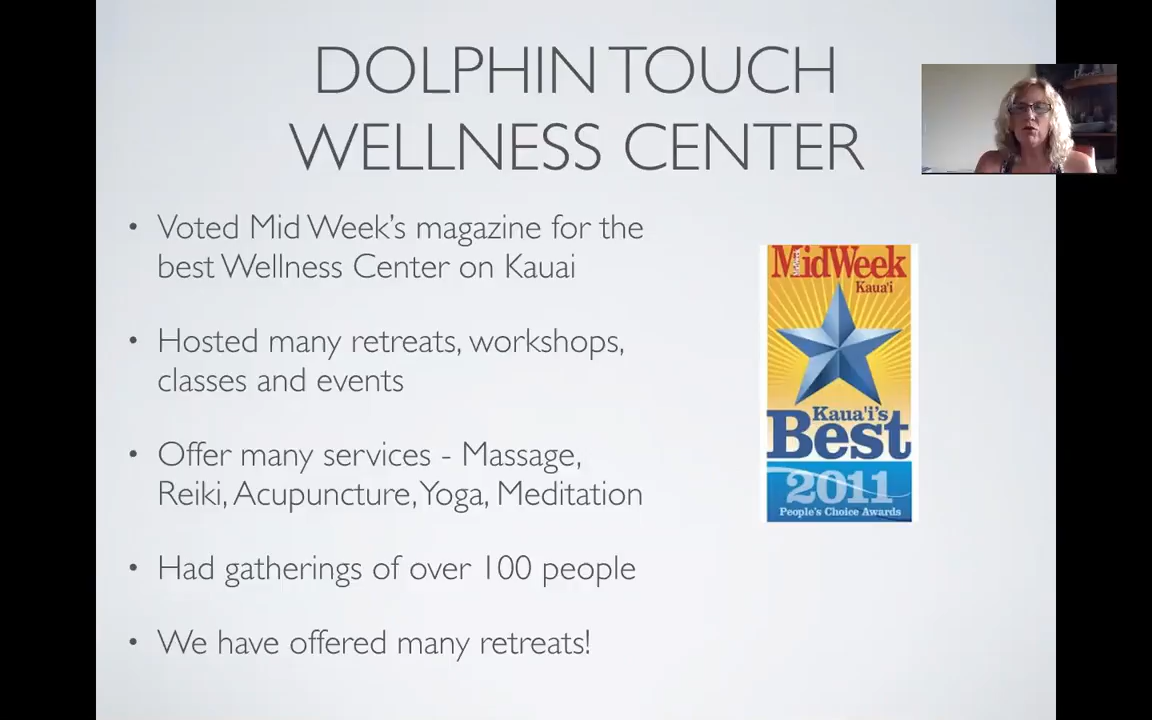 DOLPHIN TOUCH
WELLNESS CENTER
• Voted Mid Week's magazine for the
best Wellness Center on Kauai
• Hosted many retreats, workshops,
classes and events
• Offer many services - Massage,
Reiki, Acupuncture, Yoga, Meditation
• Had gatherings of over 100 people
• We have offered many retreats!
MidWeek
Kaua'i
Kaua'i's
Best
2011
People's Choice Awards